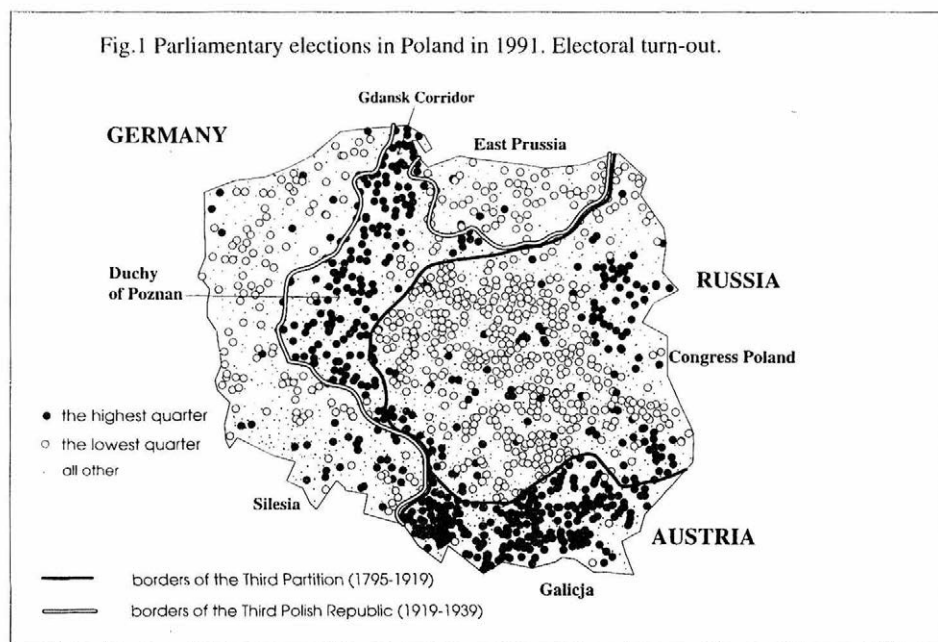 Fig.1 Parliamentary elections in Poland in 1991. Electoral turn-out.
Gdansk Corridor
GERMANY
East Prussia
Duchy
of Poznan
RUSSIA
Congress Poland
the highest quarter
the lowest quarter
all other
Silesia
AUSTRIA
Galicja
borders of the Third Partition (1795-1919)
borders of the Third Polish Republic (1919-1939)